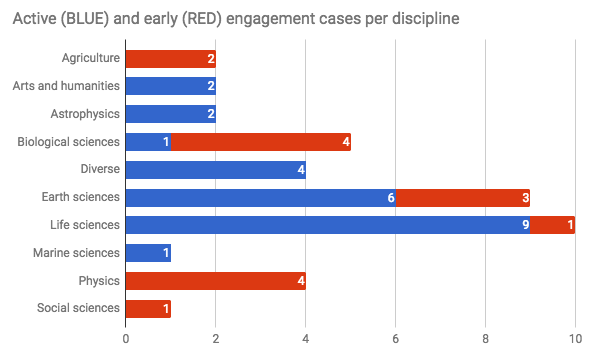 Active (BLUE) and early (RED) engagement cases per discipline
Agriculture 2
Arts and humanities 2
Astrophysics 2
Biological sciences 1 4
Diverse 4
Earth sciences 6 3
Life sciences 9 1
Marine sciences 1
Physics 4
Social sciences 1
0 2 4 6 8 10